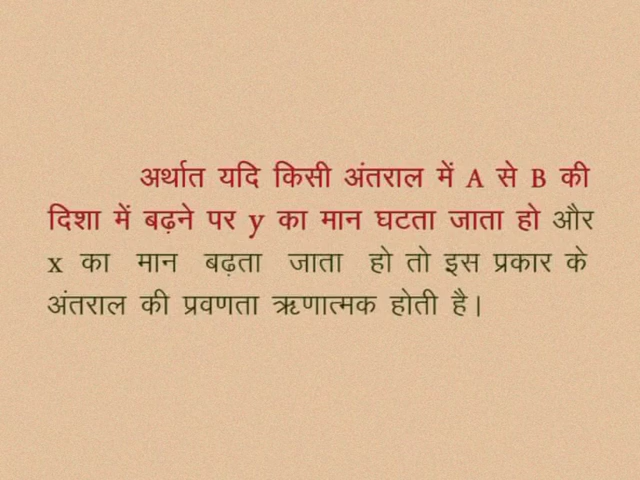 अर्थात यदि किसी अंतराल में A से B की
दिशा में बढ़ने पर y का मान घटता जाता हो और
x का मान बढ़ता जाता हो तो इस प्रकार के
अंतराल की प्रवणता ऋणात्मक होती है।